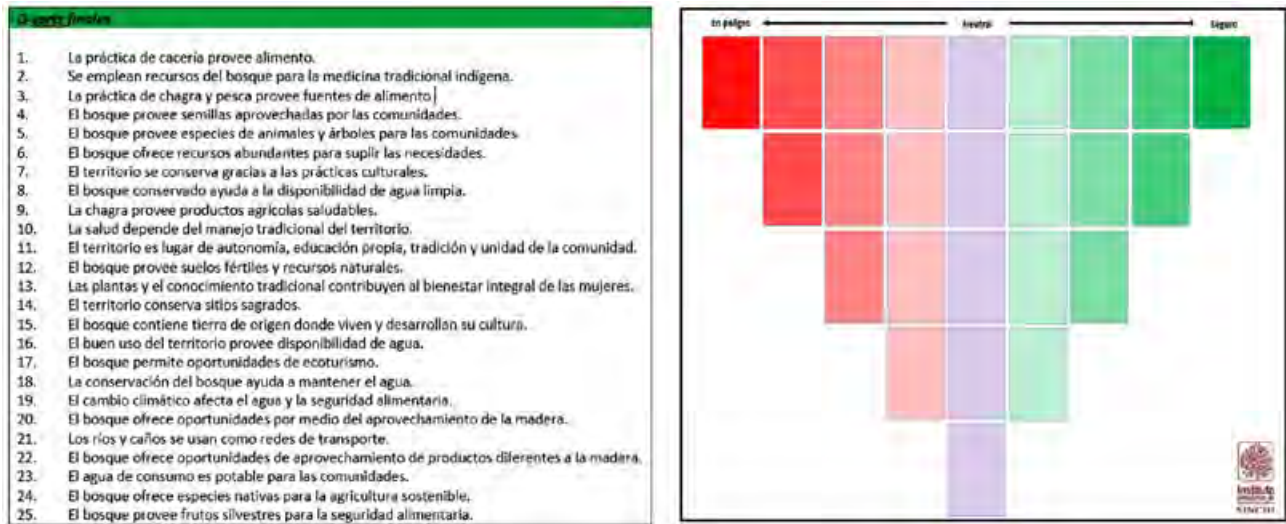 Q-sorts finales
1. La práctica de cacería provee alimento.
2. Se emplean recursos del bosque para la medicina tradicional indígena.
3. La práctica de chagra y pesca provee fuentes de alimento
4. El bosque provee semillas aprovechadas por las comunidades.
5. El bosque provee especies de animales y árboles para las comunidades.
6. El bosque ofrece recursos abundantes para suplir las necesidades.
7. El territorio se conserva gracias a las prácticas culturales.
8. El bosque conservado ayuda a la disponibilidad de agua limpia.
9. La chagra provee productos agrícolas saludables.
10. La salud depende del manejo tradicional del territorio.
11. El territorio es lugar de autonomía, educación propia, tradición y unidad de la comunidad.
12. El bosque provee suelos fértiles y recursos naturales.
13. Las plantas y el conocimiento tradicional contribuyen al bienestar integral de las mujeres.
14. El territorio conserva sitios sagrados.
15. El bosque contiene tierra de origen donde viven y desarrollan su cultura.
16. El buen uso del territorio provee disponibilidad de agua.
17. El bosque permite oportunidades de ecoturismo.
18. La conservación del bosque ayuda a mantener el agua.
19. El cambio climático afecta el agua y la seguridad alimentaria.
20. El bosque ofrece oportunidades por medio del aprovechamiento de la madera.
21. Los ríos y caños se usan como redes de transporte.
22. El bosque ofrece oportunidades de aprovechamiento de productos diferentes a la madera.
23. El agua de consumo es potable para las comunidades.
24. El bosque ofrece especies nativas para la agricultura sostenible.
25. El bosque provee frutos silvestres para la seguridad alimentaria.
En peligro Neutral Seguro
Instituto
SINCHI